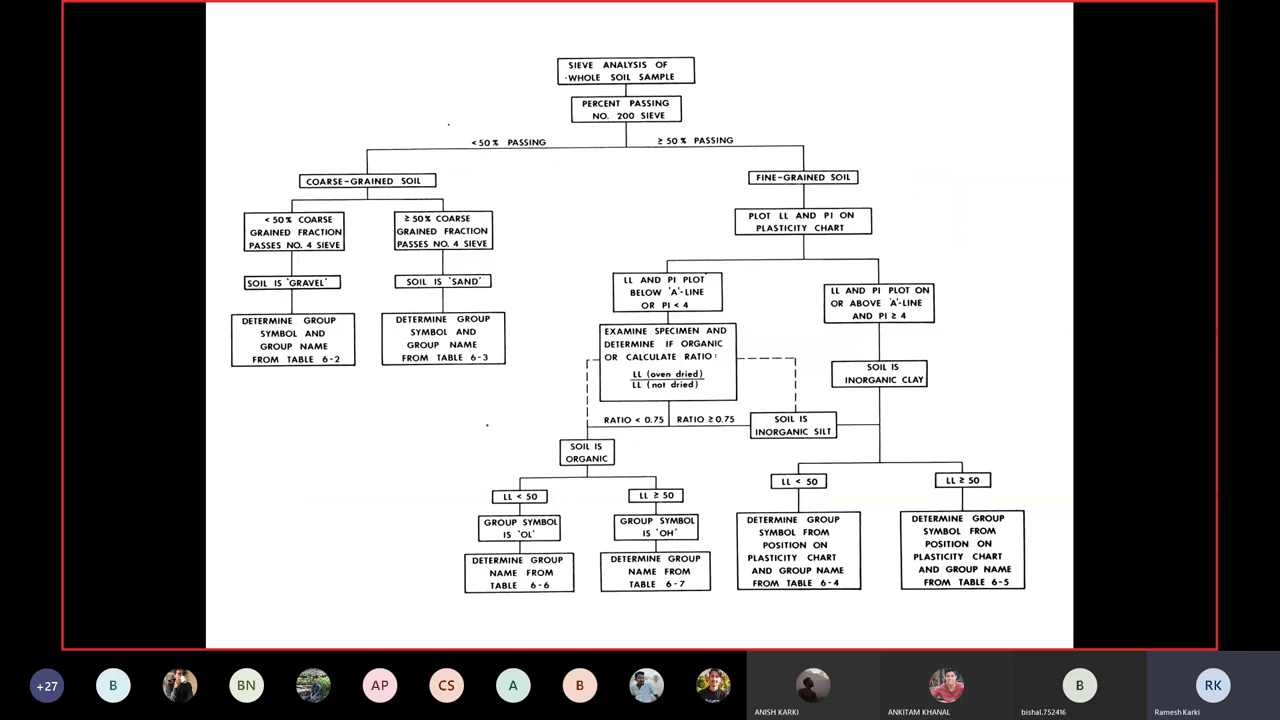 SIEVE ANALYSIS OF
WHOLE SOIL SAMPLE
PERCENT PASSING
NO. 200 SIEVE
< 50 % PASSING
≥ 50 % PASSING
COARSE-GRAINED SOIL
FINE-GRAINED SOIL
< 50 % COARSE
GRAINED FRACTION
PASSES NO. 4 SIEVE
≥ 50 % COARSE
GRAINED FRACTION
PASSES NO. 4 SIEVE
PLOT LL AND PI ON
PLASTICITY CHART
SOIL IS 'GRAVEL'
SOIL IS 'SAND'
LL AND PI PLOT
BELOW 'A'-LINE
OR PI < 4
LL AND PI PLOT ON
OR ABOVE 'A'-LINE
AND PI ≥ 4
DETERMINE GROUP
SYMBOL AND
GROUP NAME
FROM TABLE 6-2
DETERMINE GROUP
SYMBOL AND
GROUP NAME
FROM TABLE 6-3
EXAMINE SPECIMEN AND
DETERMINE IF ORGANIC
OR CALCULATE RATIO:
LL (oven dried)
LL (not dried)
SOIL IS
INORGANIC CLAY
RATIO < 0.75
RATIO ≥ 0.75
SOIL IS
INORGANIC SILT
SOIL IS
ORGANIC
LL < 50
LL ≥ 50
LL < 50
LL ≥ 50
GROUP SYMBOL
IS 'OL'
GROUP SYMBOL
IS 'OH'
DETERMINE GROUP
NAME FROM
TABLE 6-6
DETERMINE GROUP
NAME FROM
TABLE 6-7
DETERMINE GROUP
SYMBOL FROM
POSITION ON
PLASTICITY CHART
AND GROUP NAME
FROM TABLE 6-4
DETERMINE GROUP
SYMBOL FROM
POSITION ON
PLASTICITY CHART
AND GROUP NAME
FROM TABLE 6-5
+27
B
BN
AP
CS
A
B
B
RK
ANISH KARKI
ANKITAM KHANAL
bishal.752416
Ramesh Karki